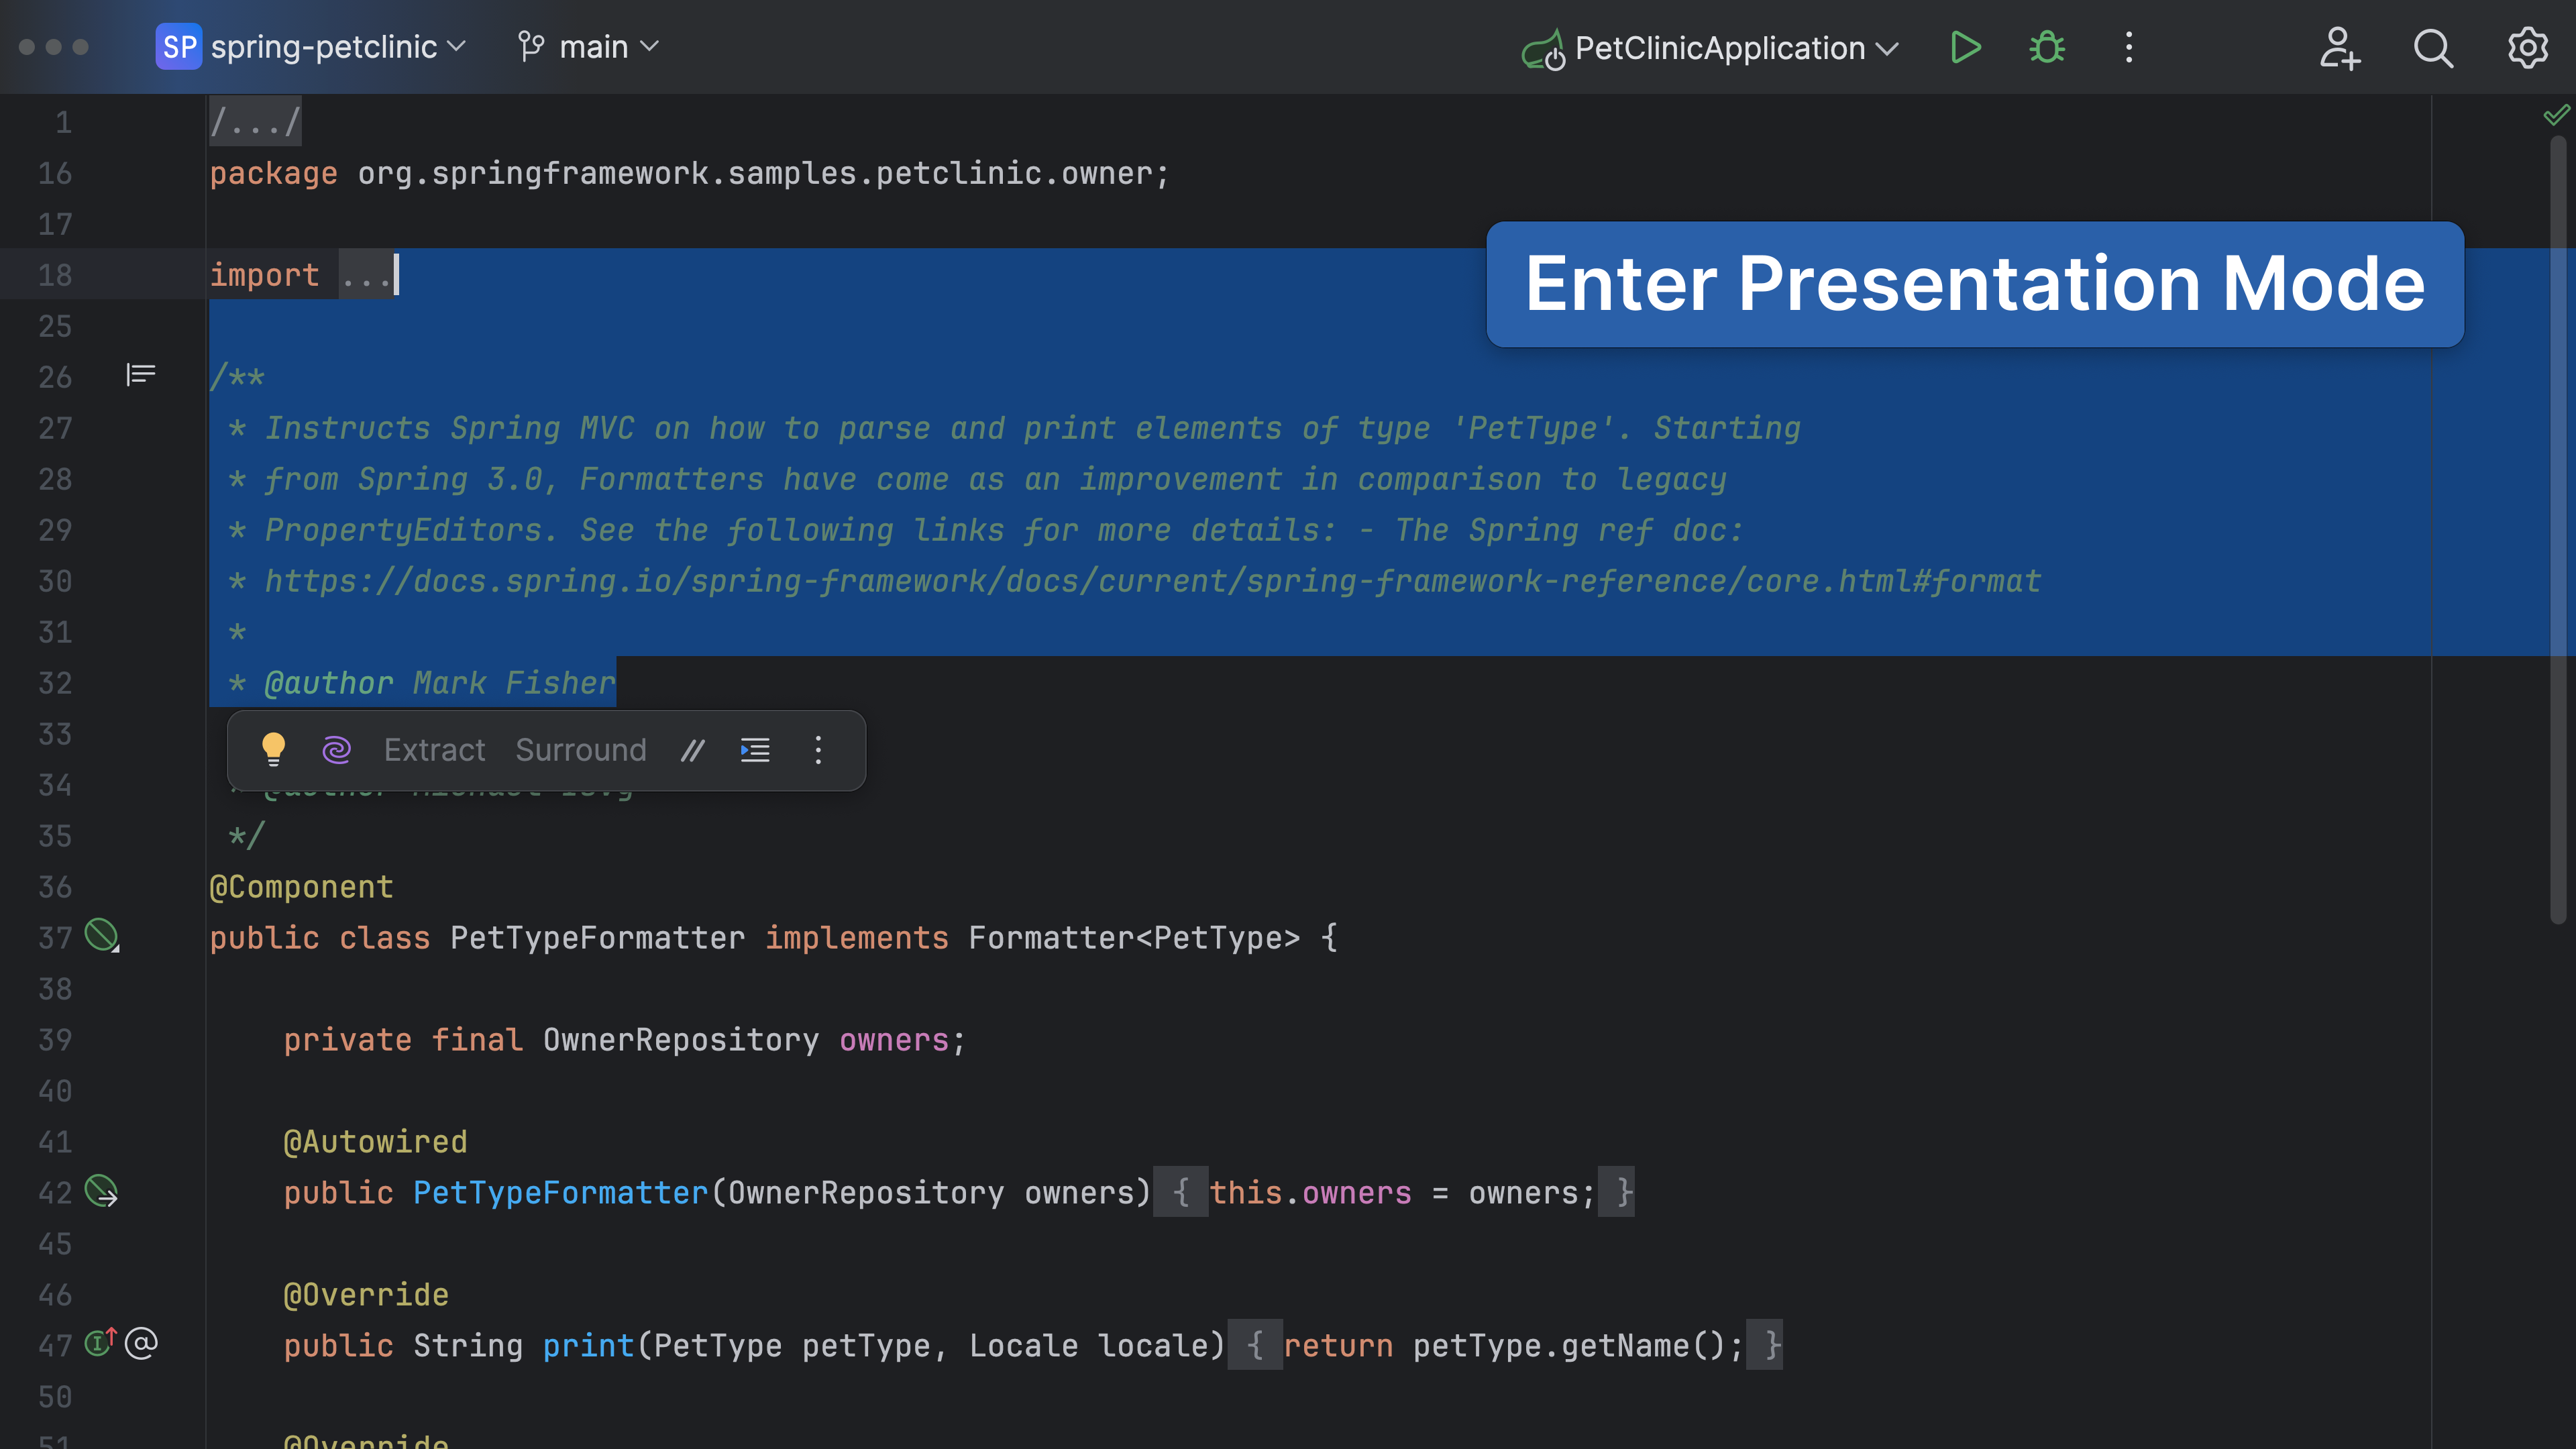 SP spring-petclinic main PetClinicApplication
1 /.../
16 package org.springframework.samples.petclinic.owner;
17
Enter Presentation Mode
18 import ...
25
26 /**
27 * Instructs Spring MVC on how to parse and print elements of type 'PetType'. Starting
28 * from Spring 3.0, Formatters have come as an improvement in comparison to legacy
29 * PropertyEditors. See the following links for more details: - The Spring ref doc:
30 * https://docs.spring.io/spring-framework/docs/current/spring-framework-reference/core.html#format
31 *
32 * @author Mark Fisher
33
Extract Surround //
34
35 */
36 @Component
37 public class PetTypeFormatter implements Formatter<PetType> {
38
39 private final OwnerRepository owners;
40
41 @Autowired
42 public PetTypeFormatter(OwnerRepository owners) { this.owners = owners; }
45
46 @Override
47 public String print(PetType petType, Locale locale) { return petType.getName(); }
50
51 @Override